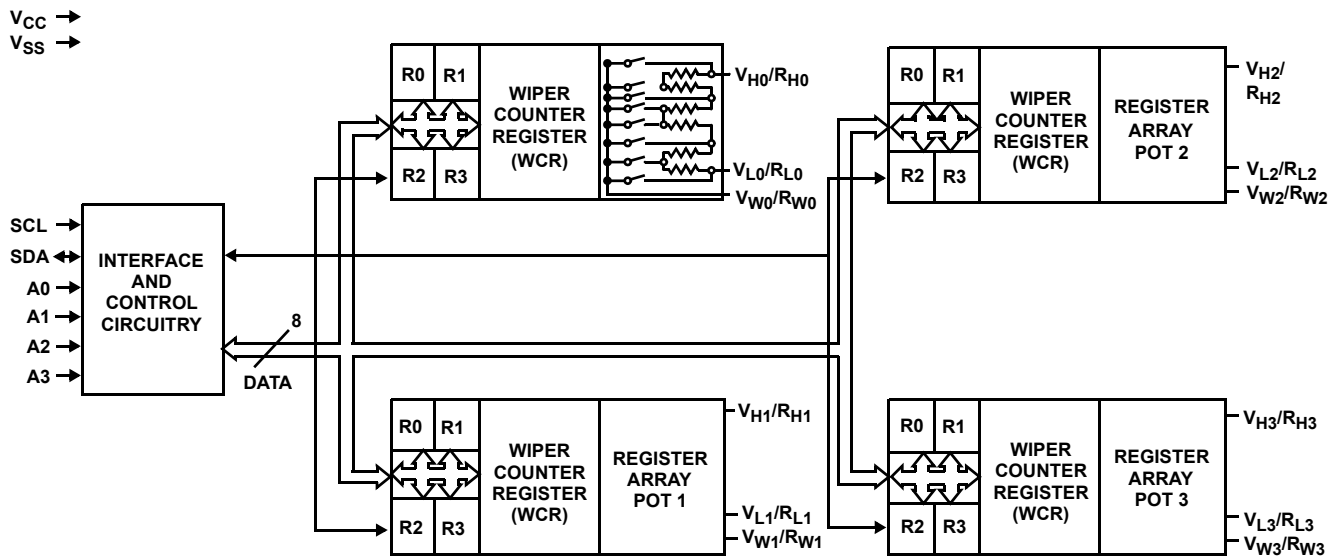 VCC
VSS
R0 R1
R2 R3
WIPER
COUNTER
REGISTER
(WCR)
VH0/RH0
VL0/RL0
VW0/RW0
R0 R1
R2 R3
WIPER
COUNTER
REGISTER
(WCR)
REGISTER
ARRAY
POT 2
VH2/
RH2
VL2/RL2
VW2/RW2
SCL
SDA
A0
A1
A2
A3
INTERFACE
AND
CONTROL
CIRCUITRY
8
DATA
R0 R1
R2 R3
WIPER
COUNTER
REGISTER
(WCR)
REGISTER
ARRAY
POT 1
VH1/RH1
VL1/RL1
VW1/RW1
R0 R1
R2 R3
WIPER
COUNTER
REGISTER
(WCR)
REGISTER
ARRAY
POT 3
VH3/RH3
VL3/RL3
VW3/RW3